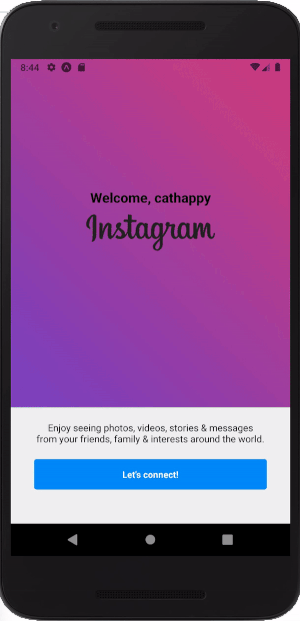 8:44
Welcome, cathappy
Instagram
Enjoy seeing photos, videos, stories & messages
from your friends, family & interests around the world.
Let's connect!